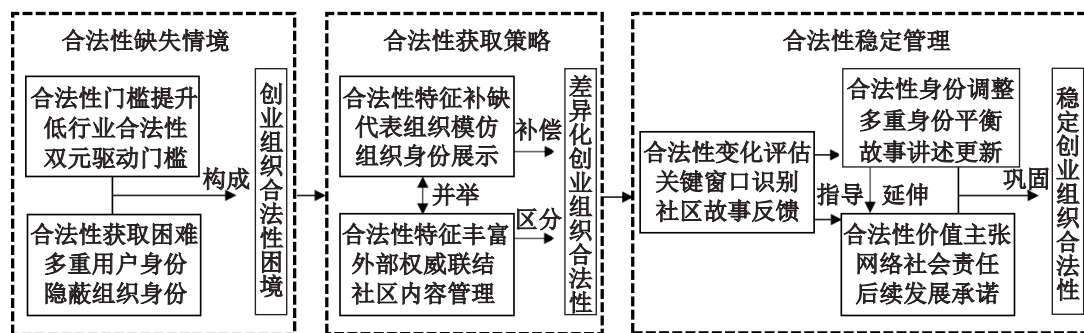 合法性缺失情境
合法性门槛提升
低行业合法性
双元驱动门槛
构成
合法性获取困难
多重用户身份
隐蔽组织身份
创业组织合法性困境
合法性获取策略
合法性特征补缺
代表组织模仿
组织身份展示
补偿
并举
区分
合法性特征丰富
外部权威联结
社区内容管理
差异化创业组织合法性
合法性稳定管理
合法性变化评估
关键窗口识别
社区故事反馈
指导
合法性身份调整
多重身份平衡
故事讲述更新
延伸
巩固
合法性价值主张
网络社会责任
后续发展承诺
稳定创业组织合法性